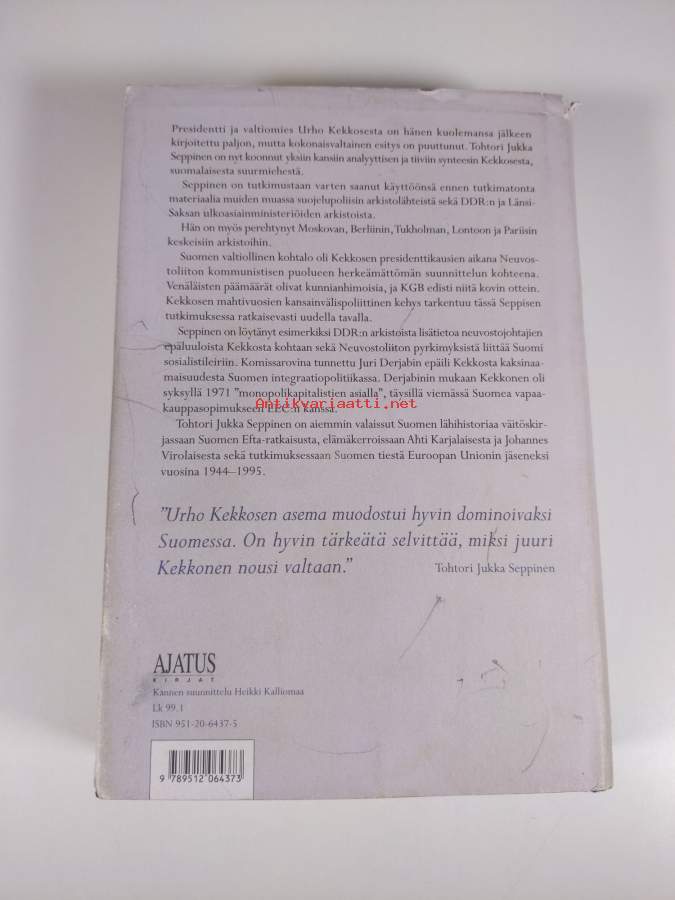 Presidentti ja valtiomies Urho Kekkosesta on hänen kuolemansa jälkeen
kirjoitettu paljon, mutta kokonaisvaltainen esitys on puuttunut. Tohtori Jukka
Seppinen on nyt koonnut yksiin kansiin analyyttisen ja tiiviin synteesin Kekkosesta,
suomalaisesta suurmiehestä.
Seppinen on tutkimustaan varten saanut käyttöönsä ennen tutkimatonta
materiaalia muiden muassa suojelupoliisin arkistolähteistä sekä DDR:n ja Länsi-
Saksan ulkoasiainministeriöiden arkistoista.
Hän on myös perehtynyt Moskovan, Berliinin, Tukholman, Lontoon ja Pariisin
keskeisiin arkistoihin.
Suomen valtiollinen kohtalo oli Kekkosen presidenttikausien aikana Neuvos-
toliiton kommunistisen puolueen herkeämättömän suunnittelun kohteena.
Venäläisten päämäärät olivat kunnianhimoisia, ja KGB edisti niitä kovin ottein.
Kekkosen mahtivuosien kansainvälispoliittinen kehys tarkentuu tässä Seppisen
tutkimuksessa ratkaisevasti uudella tavalla.
Seppinen on löytänyt esimerkiksi DDR:n arkistoista lisätietoa neuvostojohtajien
epäluuloista Kekkosta kohtaan sekä Neuvostoliiton pyrkimyksistä liittää Suomi
sosialistileiriin. Komissarovina tunnettu Juri Derjabin epäili Kekkosta kaksinaa-
maisuudesta Suomen integraatiopolitiikassa. Derjabinin mukaan Kekkonen oli
syksyllä 1971 "monopolikapitalistien asialla", täysillä viemässä Suomea vapaa-
kauppasopimukseen EEC:n kanssa.
Antikvariaatti.net
Tohtori Jukka Seppinen on aiemmin valaissut Suomen lähihistoriaa väitöskir-
jassaan Suomen Efta-ratkaisusta, elämäkerroissaan Ahti Karjalaisesta ja Johannes
Virolaisesta sekä tutkimuksessaan Suomen tiestä Euroopan Unionin jäseneksi
vuosina 1944–1995.
"Urho Kekkosen asema muodostui hyvin dominoivaksi
Suomessa. On hyvin tärkeätä selvittää, miksi juuri
Kekkonen nousi valtaan." Tohtori Jukka Seppinen
AJATUS
KIRJAT
Kannen suunnittelu Heikki Kalliomaa
Lk 99.1
ISBN 951-20-6437-5
9 789512 064373